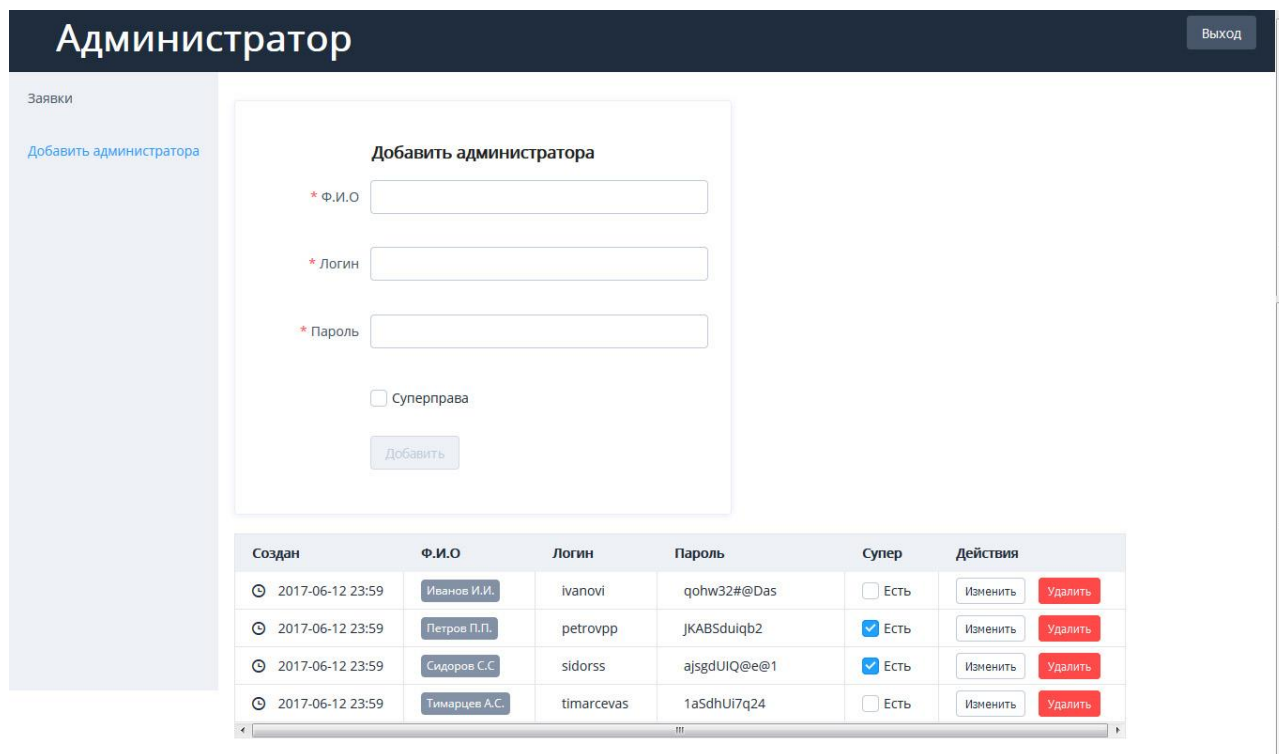 Администратор
Выход
Заявки
Добавить администратора
Добавить администратора
* Ф.И.О
* Логин
* Пароль
Суперправа
Добавить
Создан Ф.И.О Логин Пароль Супер Действия
2017-06-12 23:59 Иванов И.И. ivanovi qohw32#@Das Есть Изменить Удалить
2017-06-12 23:59 Петров П.П. petrovpp JKABSduiqb2 Есть Изменить Удалить
2017-06-12 23:59 Сидоров С.С sidorss ajsgdUIQ@e@1 Есть Изменить Удалить
2017-06-12 23:59 Тимарцев А.С. timarcevas 1aSdhUi7q24 Есть Изменить Удалить